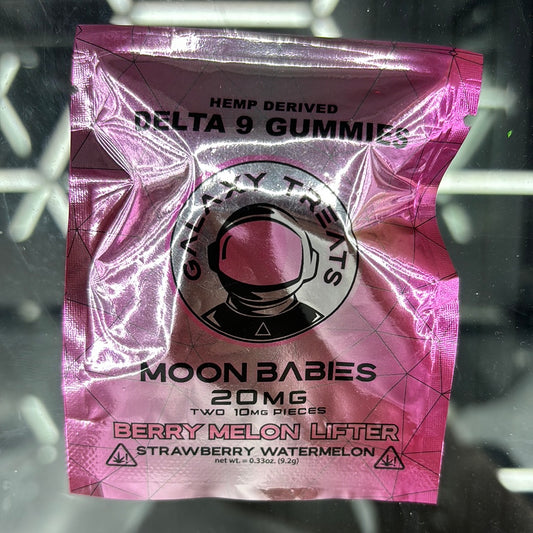 HEMP DERIVED
DELTA 9 GUMMIES
GALAXY TREATS
MOON BABIES
20MG
TWO 10MG PIECES
BERRY MELON LIFTER
STRAWBERRY WATERMELON
net wt. = 0.33oz. (9.2g)